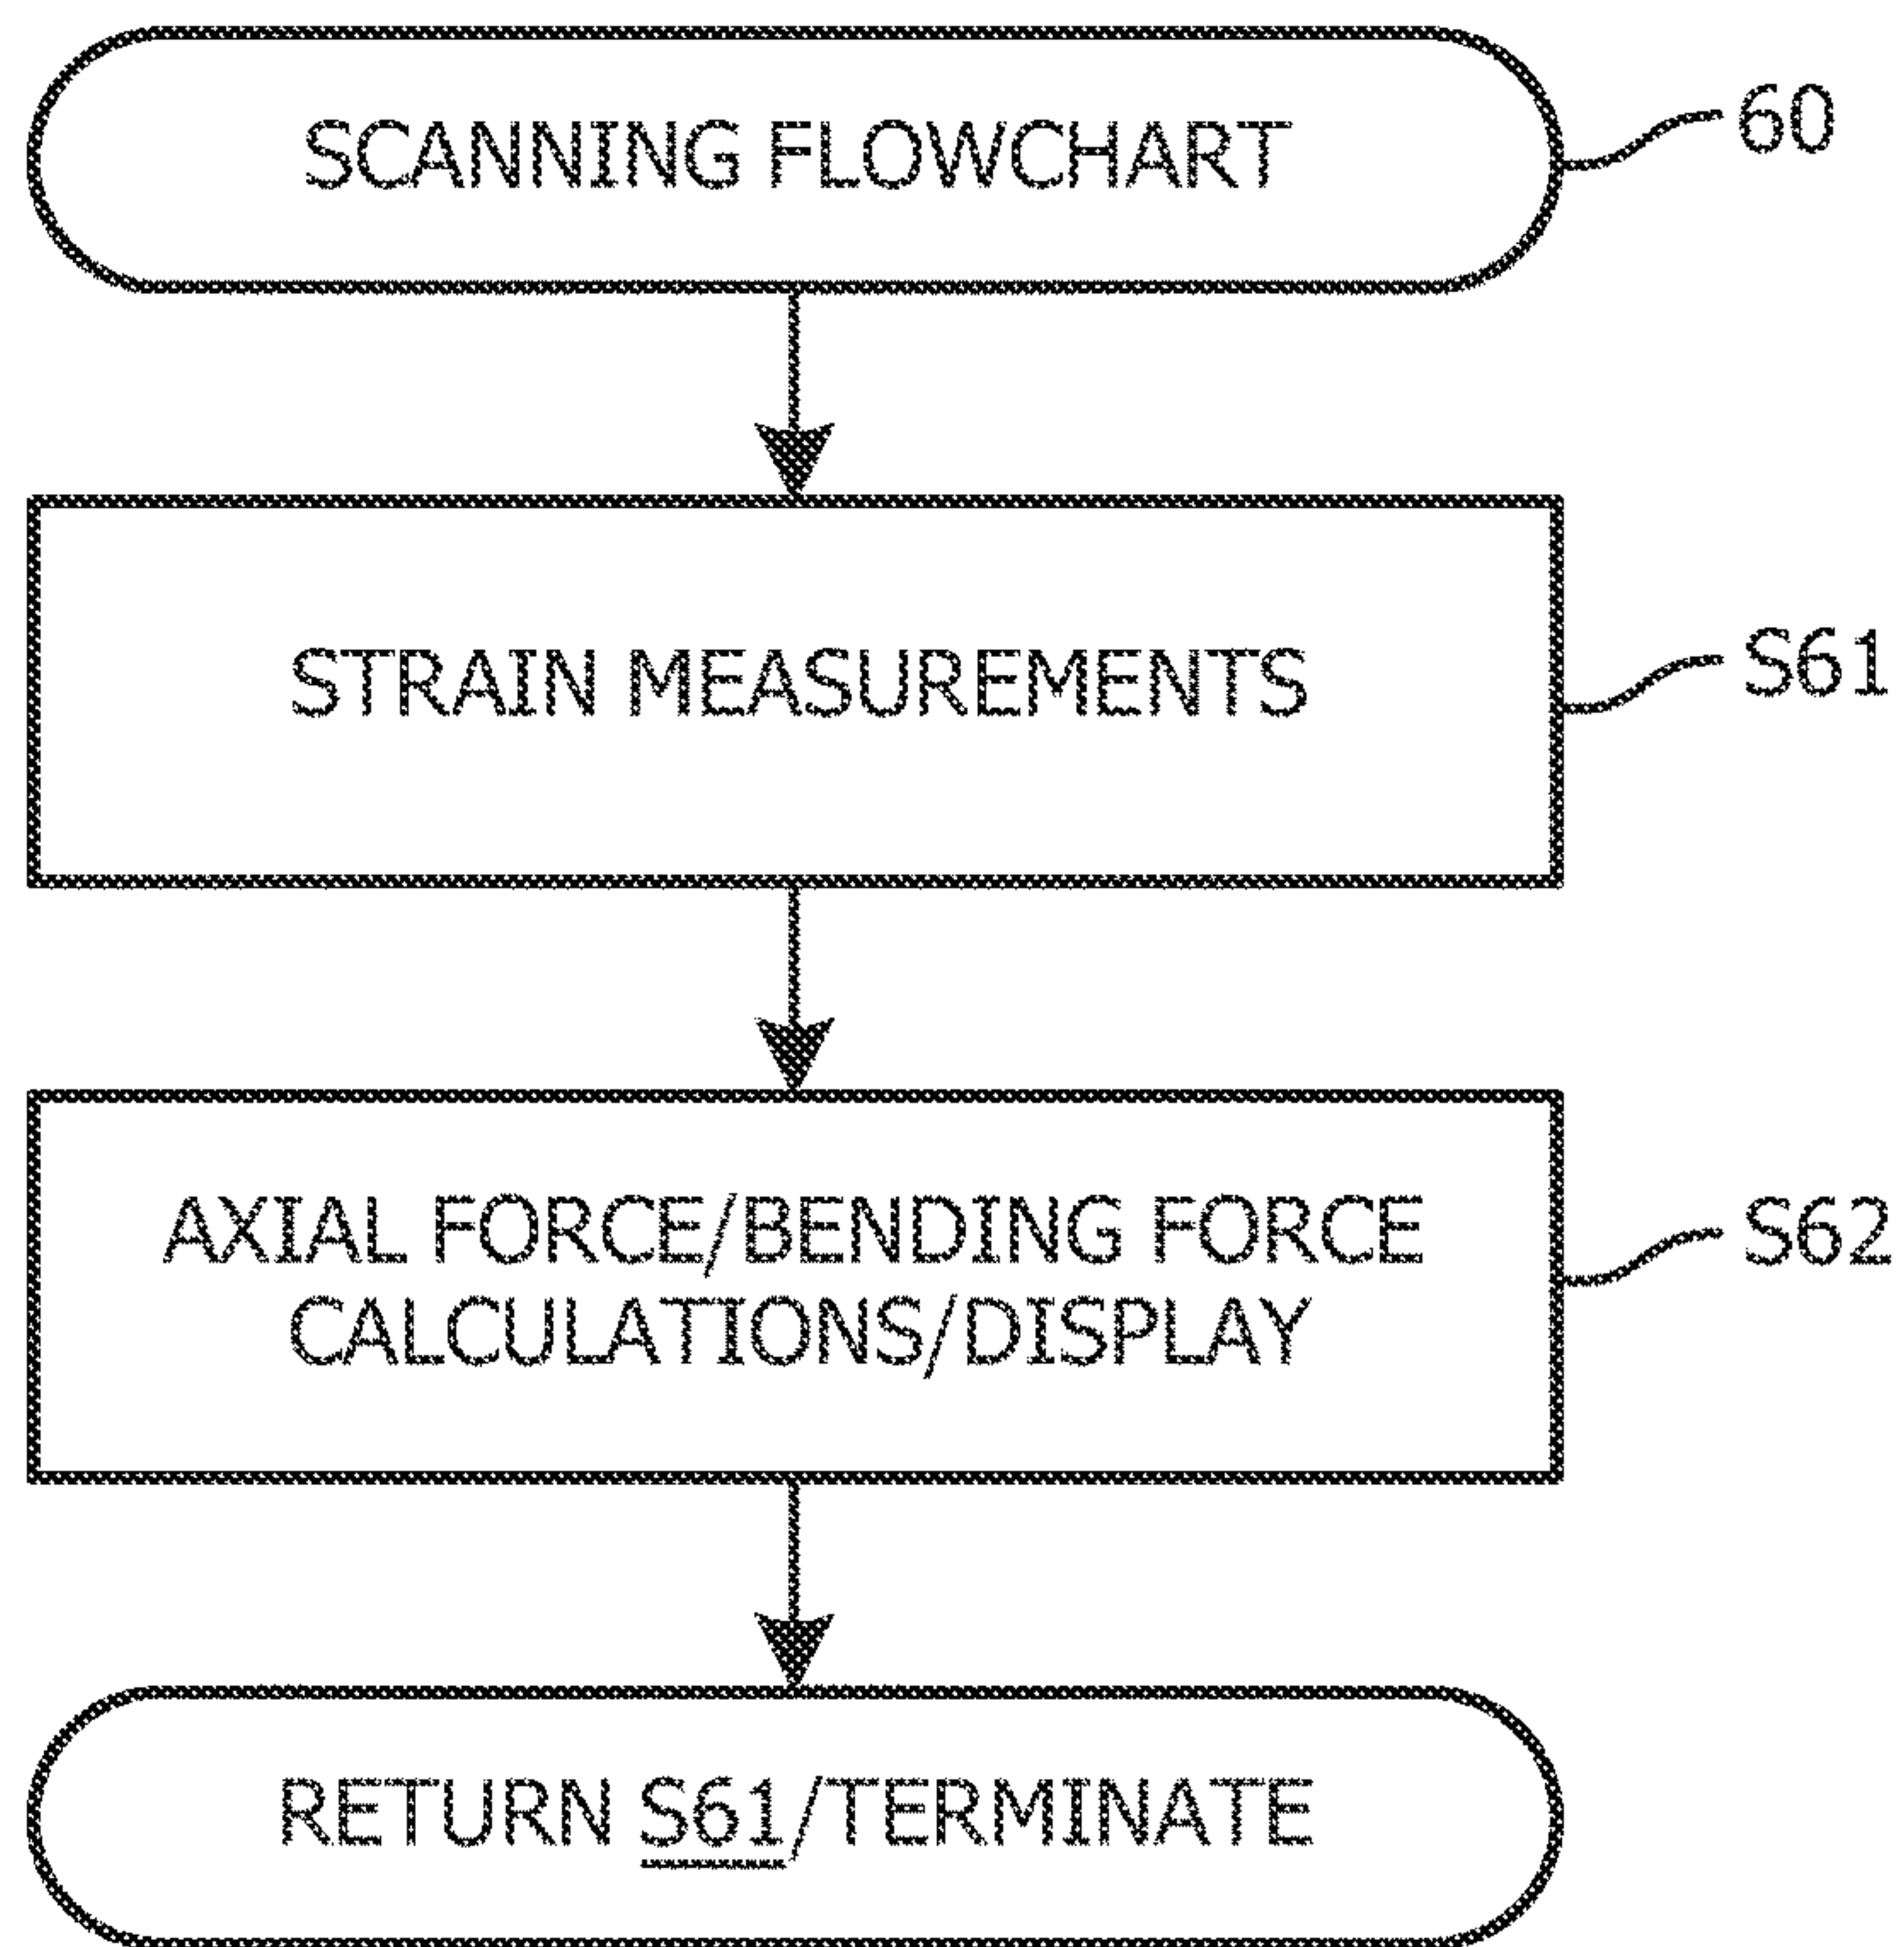 SCANNING FLOWCHART
60
STRAIN MEASUREMENTS
S61
AXIAL FORCE/BENDING FORCE
CALCULATIONS/DISPLAY
S62
RETURN S61/TERMINATE